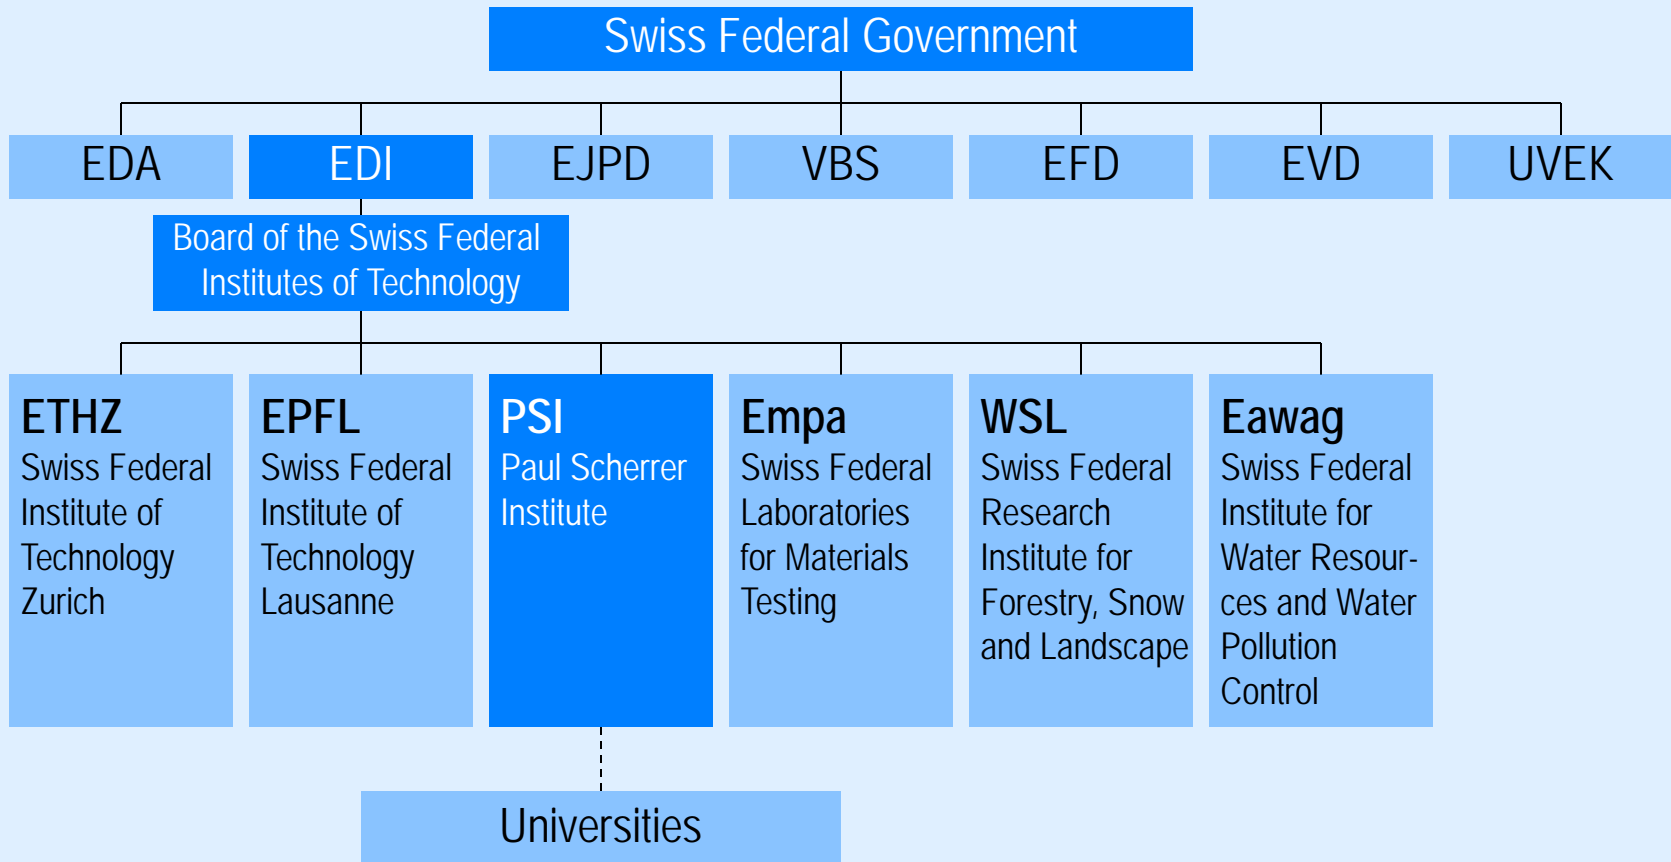 Swiss Federal Government
EDA
EDI
EJPD
VBS
EFD
EVD
UVEK
Board of the Swiss Federal
Institutes of Technology
ETHZ
Swiss Federal
Institute of
Technology
Zurich
EPFL
Swiss Federal
Institute of
Technology
Lausanne
PSI
Paul Scherrer
Institute
Empa
Swiss Federal
Laboratories
for Materials
Testing
WSL
Swiss Federal
Research
Institute for
Forestry, Snow
and Landscape
Eawag
Swiss Federal
Institute for
Water Resour-
ces and Water
Pollution
Control
Universities